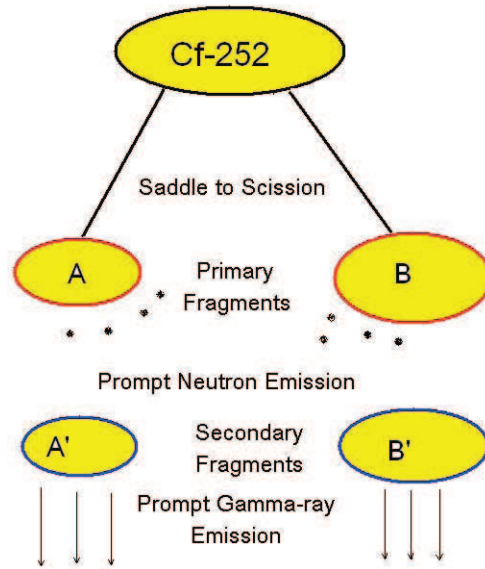 Cf-252
Saddle to Scission
A
Primary
Fragments
B
Prompt Neutron Emission
A'
Secondary
Fragments
B'
Prompt Gamma-ray
Emission